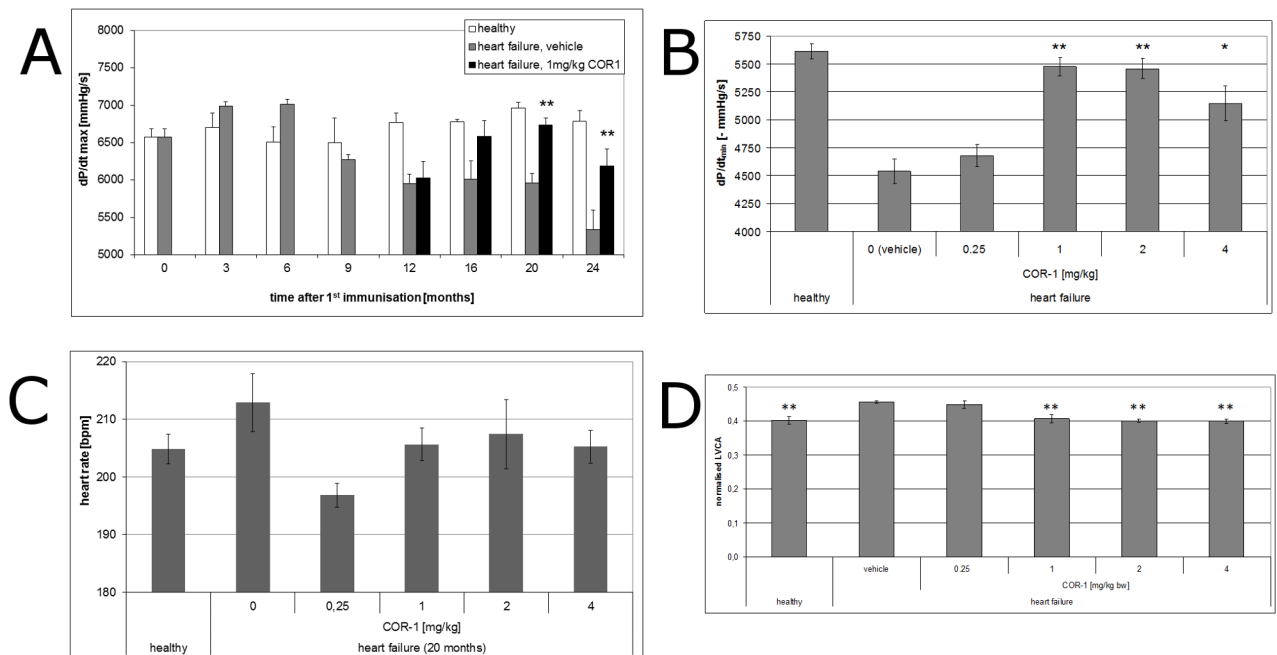 A
dP/dt max [mmHg/s]
8000
7500
7000
6500
6000
5500
5000
healthy
heart failure, vehicle
heart failure, 1mg/kg COR1
**
**
0 3 6 9 12 16 20 24
time after 1st immunisation [months]
B
dP/dtmin [- mmHg/s]
5750
5500
5250
5000
4750
4500
4250
4000
** ** *
0 (vehicle) 0.25 1 2 4
COR-1 [mg/kg]
healthy heart failure
C
heart rate [bpm]
220
210
200
190
180
0 0,25 1 2 4
COR-1 [mg/kg]
healthy heart failure (20 months)
D
normalised LVCA
0,5
0,4
0,3
0,2
0,1
0,0
** ** ** **
vehicle 0.25 1 2 4
COR-1 [mg/kg bw]
healthy heart failure